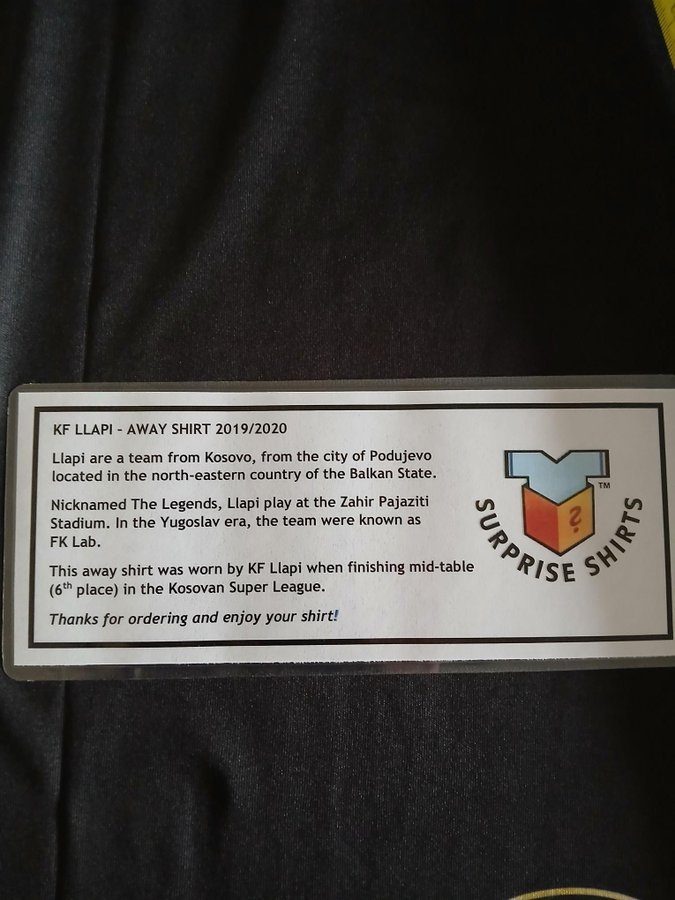 KF LLAPI - AWAY SHIRT 2019/2020
Llapi are a team from Kosovo, from the city of Podujevo
located in the north-eastern country of the Balkan State.
Nicknamed The Legends, Llapi play at the Zahir Pajaziti
Stadium. In the Yugoslav era, the team were known as
FK Lab.
This away shirt was worn by KF Llapi when finishing mid-table
(6th place) in the Kosovan Super League.
Thanks for ordering and enjoy your shirt!
?
TM
SURPRISE SHIRTS